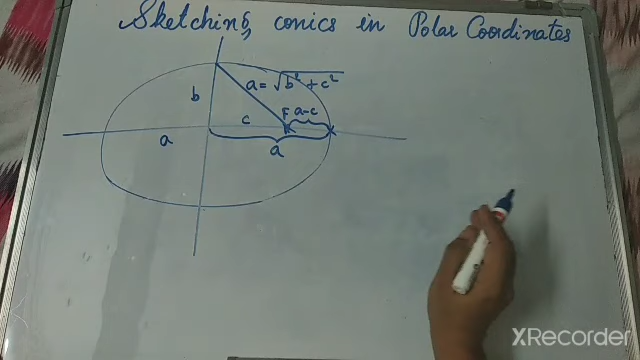 Sketching conics in Polar Coordinates
a = √b² + c²
b
F a-c
c
a
a
XRecorder